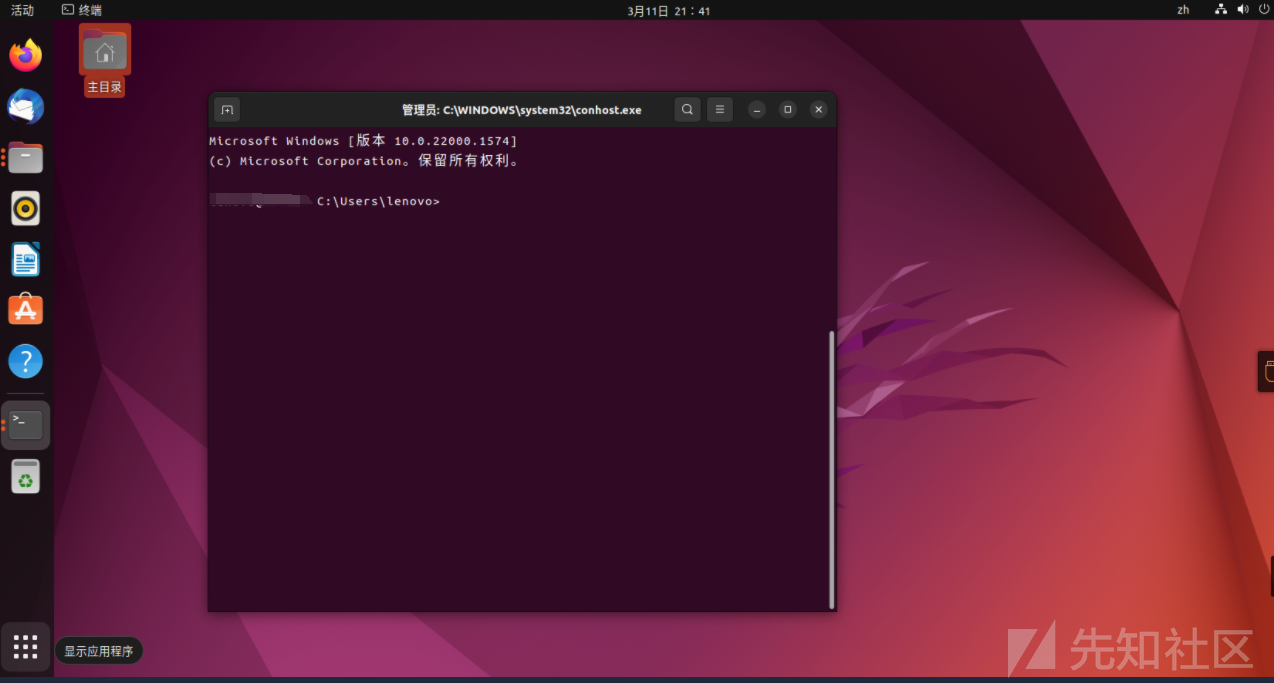 活动
终端
3月11日 21：41
zh
主目录
管理员: C:\WINDOWS\system32\conhost.exe
Microsoft Windows [版本 10.0.22000.1574]
(c) Microsoft Corporation。保留所有权利。
C:\Users\lenovo>
显示应用程序
先知社区